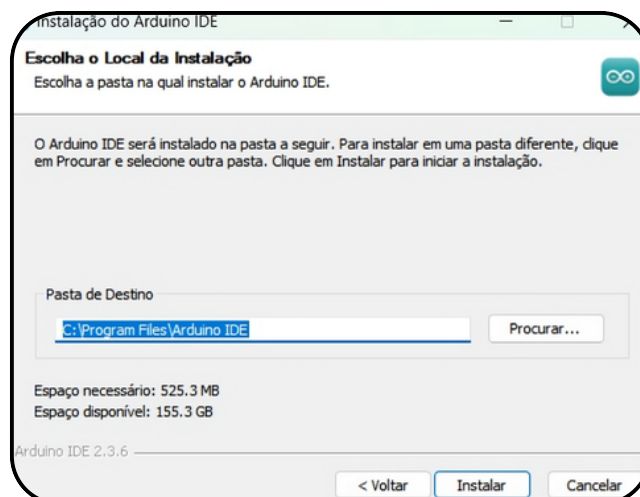 Instalação do Arduino IDE
Escolha o Local da Instalação
Escolha a pasta na qual instalar o Arduino IDE.
O Arduino IDE será instalado na pasta a seguir. Para instalar em uma pasta diferente, clique
em Procurar e selecione outra pasta. Clique em Instalar para iniciar a instalação.
Pasta de Destino
C:\Program Files\Arduino IDE
Procurar...
Espaço necessário: 525.3 MB
Espaço disponível: 155.3 GB
Arduino IDE 2.3.6
< Voltar
Instalar
Cancelar